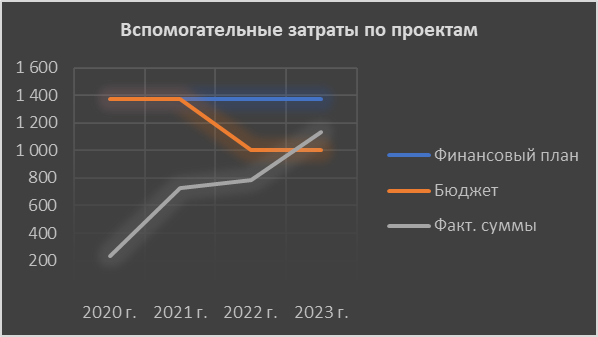 Вспомогательные затраты по проектам
1 600
1 400
1 200
1 000
800
600
400
200
2020 г.
2021 г.
2022 г.
2023 г.
Финансовый план
Бюджет
Факт. суммы